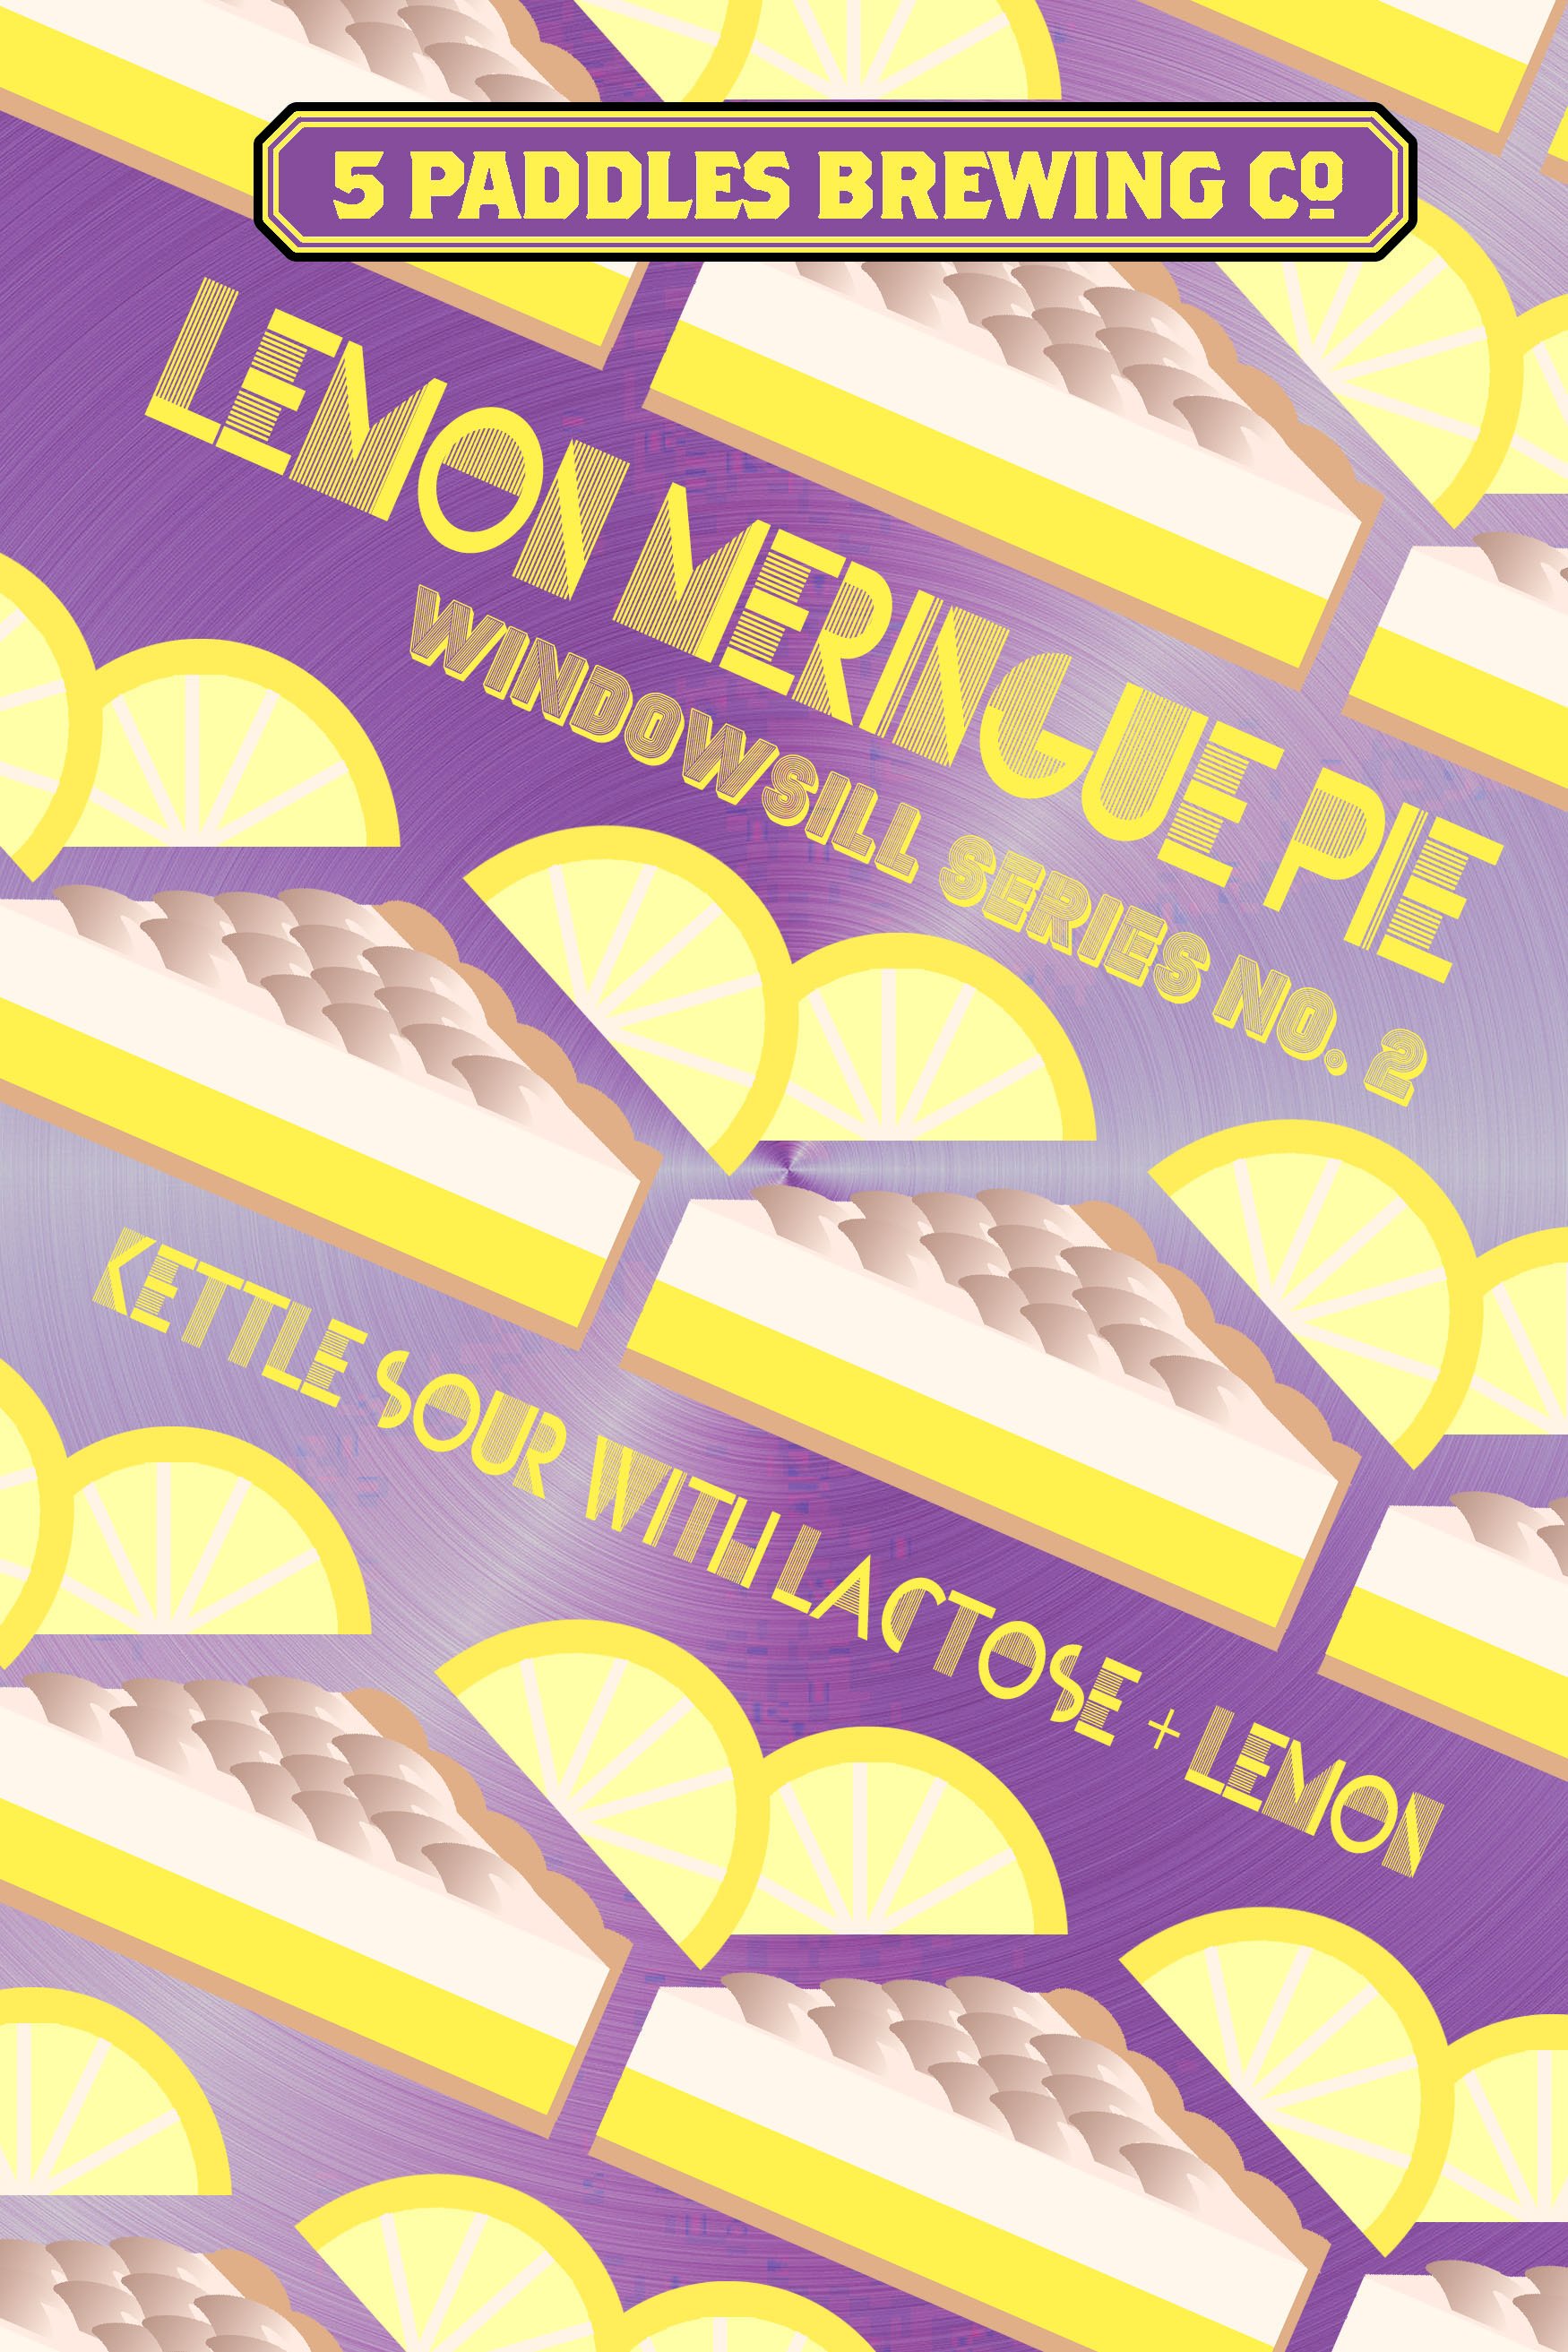 5 PADDLES BREWING Cº
LEMON MERINGUE PIE
WINDOWSILL SERIES NO. 2
KETTLE SOUR WITH LACTOSE + LEMON